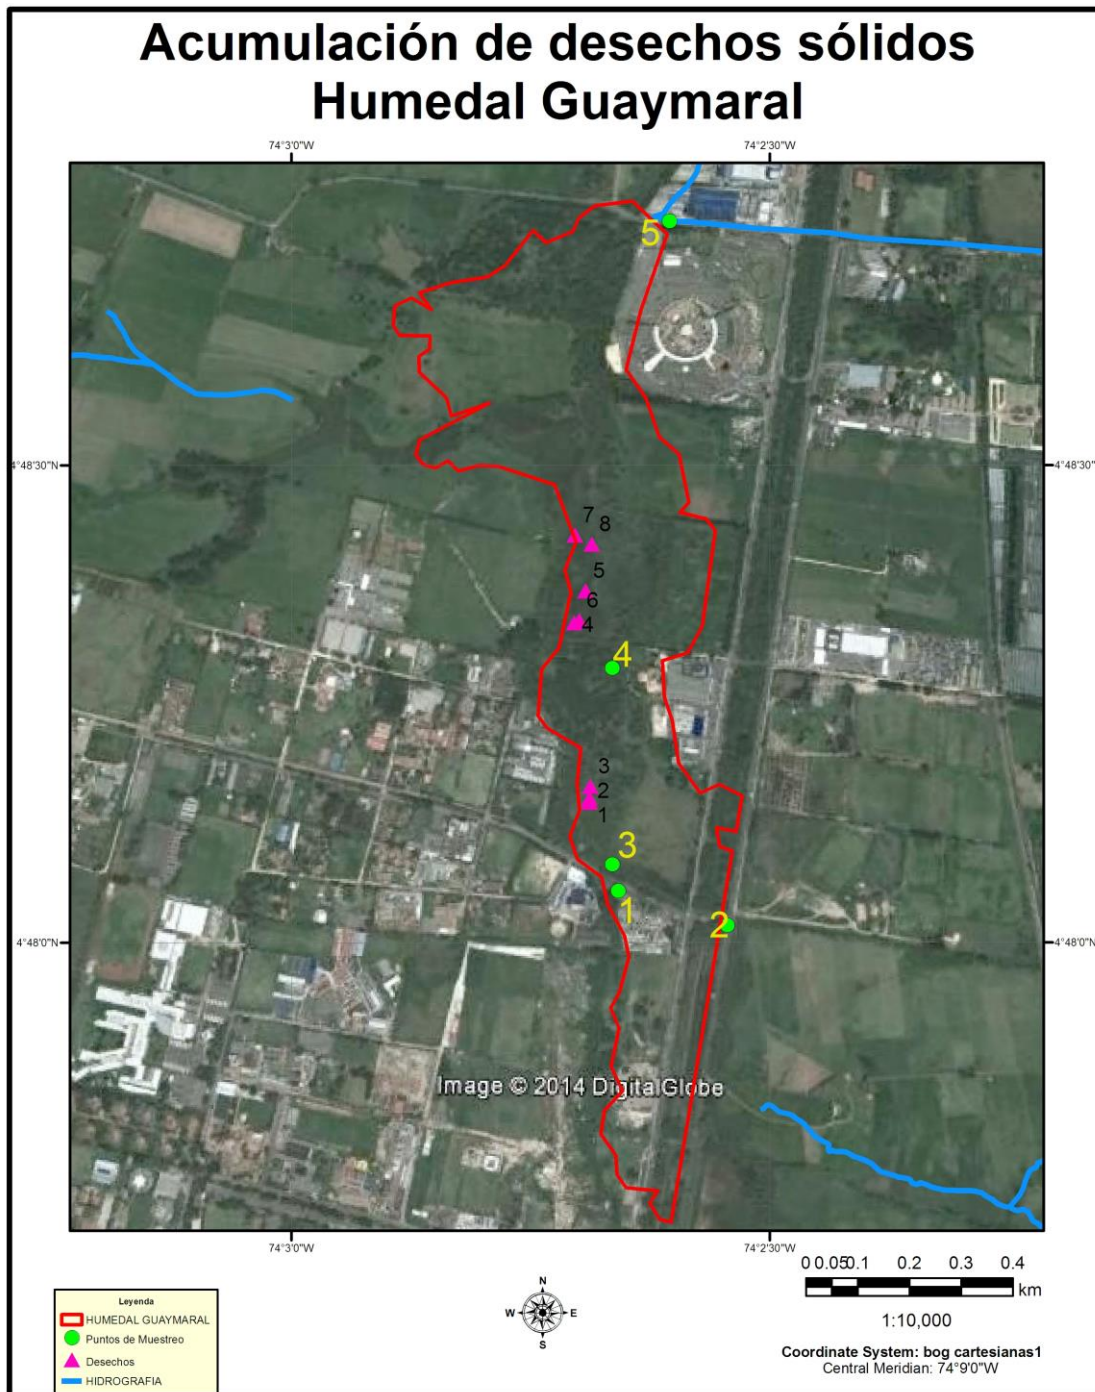 Acumulación de desechos sólidos
Humedal Guaymaral
74°3'0"W 74°2'30"W
5
4°48'30"N 4°48'30"N
7
8
5
6
4
4
3
2
1
3
1
2
4°48'0"N 4°48'0"N
Image © 2014 DigitalGlobe
74°3'0"W 74°2'30"W
0 0.050.1 0.2 0.3 0.4
km
1:10,000
N
W E
S
Coordinate System: bog cartesianas1
Central Meridian: 74°9'0"W
Leyenda
HUMEDAL GUAYMARAL
Puntos de Muestreo
Desechos
HIDROGRAFIA